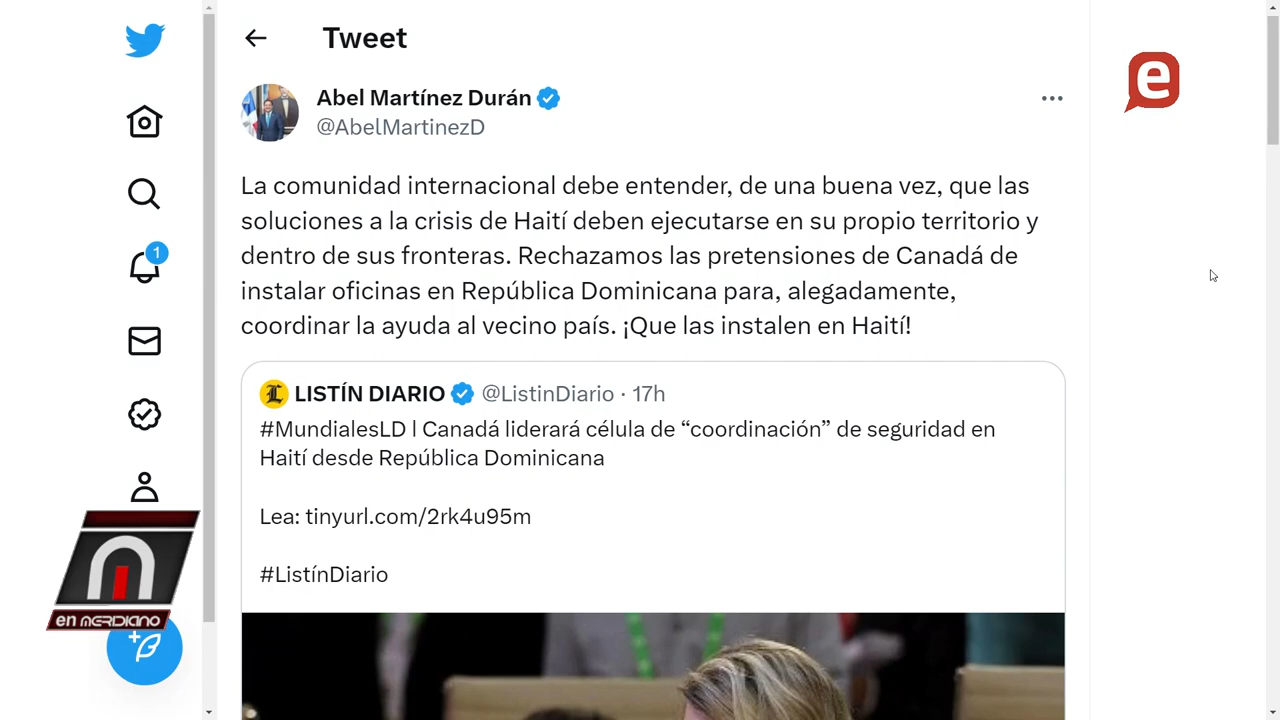 Tweet
e
Abel Martínez Durán
@AbelMartinezD
La comunidad internacional debe entender, de una buena vez, que las
soluciones a la crisis de Haití deben ejecutarse en su propio territorio y
dentro de sus fronteras. Rechazamos las pretensiones de Canadá de
instalar oficinas en República Dominicana para, alegadamente,
coordinar la ayuda al vecino país. ¡Que las instalen en Haití!
1
LISTÍN DIARIO @ListinDiario · 17h
#MundialesLD | Canadá liderará célula de “coordinación” de seguridad en
Haití desde República Dominicana
Lea: tinyurl.com/2rk4u95m
#ListínDiario
en MERIDIANO